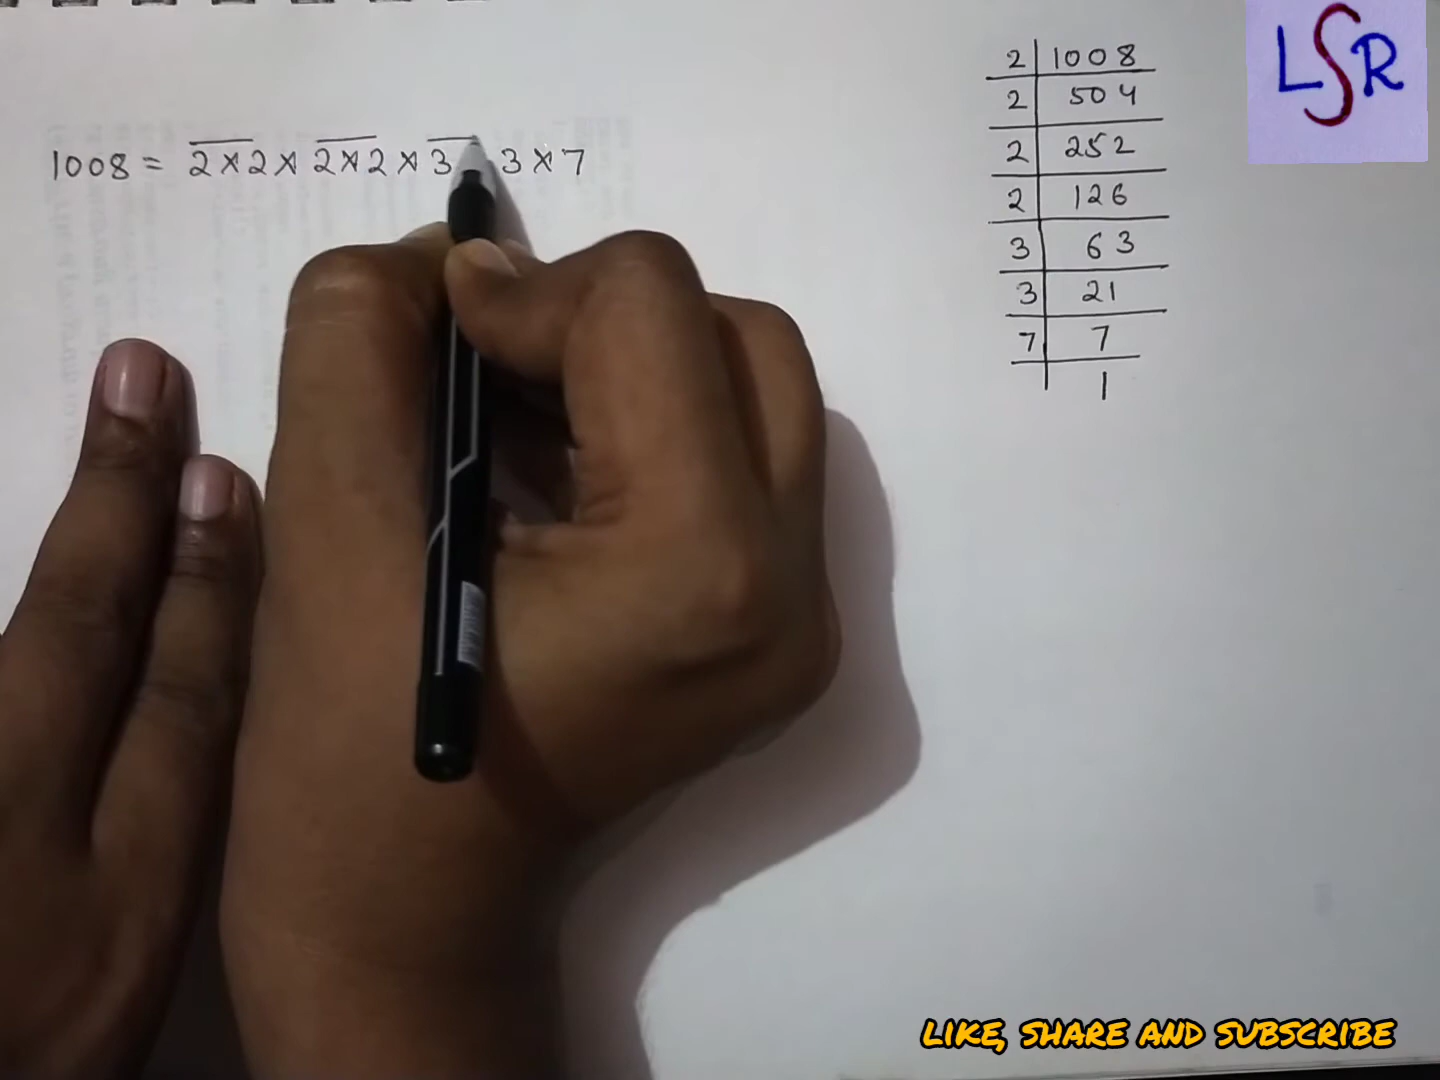 1008 = 2 × 2 × 2 × 2 × 3 3 × 7
2 | 1008
2 | 504
2 | 252
2 | 126
3 | 63
3 | 21
7 | 7
| 1
LSR
LIKE, SHARE AND SUBSCRIBE